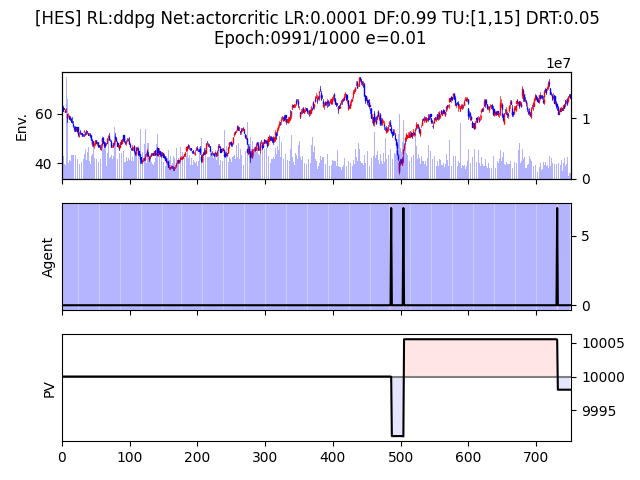 [HES] RL:ddpg Net:actorcritic LR:0.0001 DF:0.99 TU:[1,15] DRT:0.05
Epoch:0991/1000 e=0.01
1e7
60
40
Env.
1
0
Agent
5
0
PV
10005
10000
9995
0 100 200 300 400 500 600 700